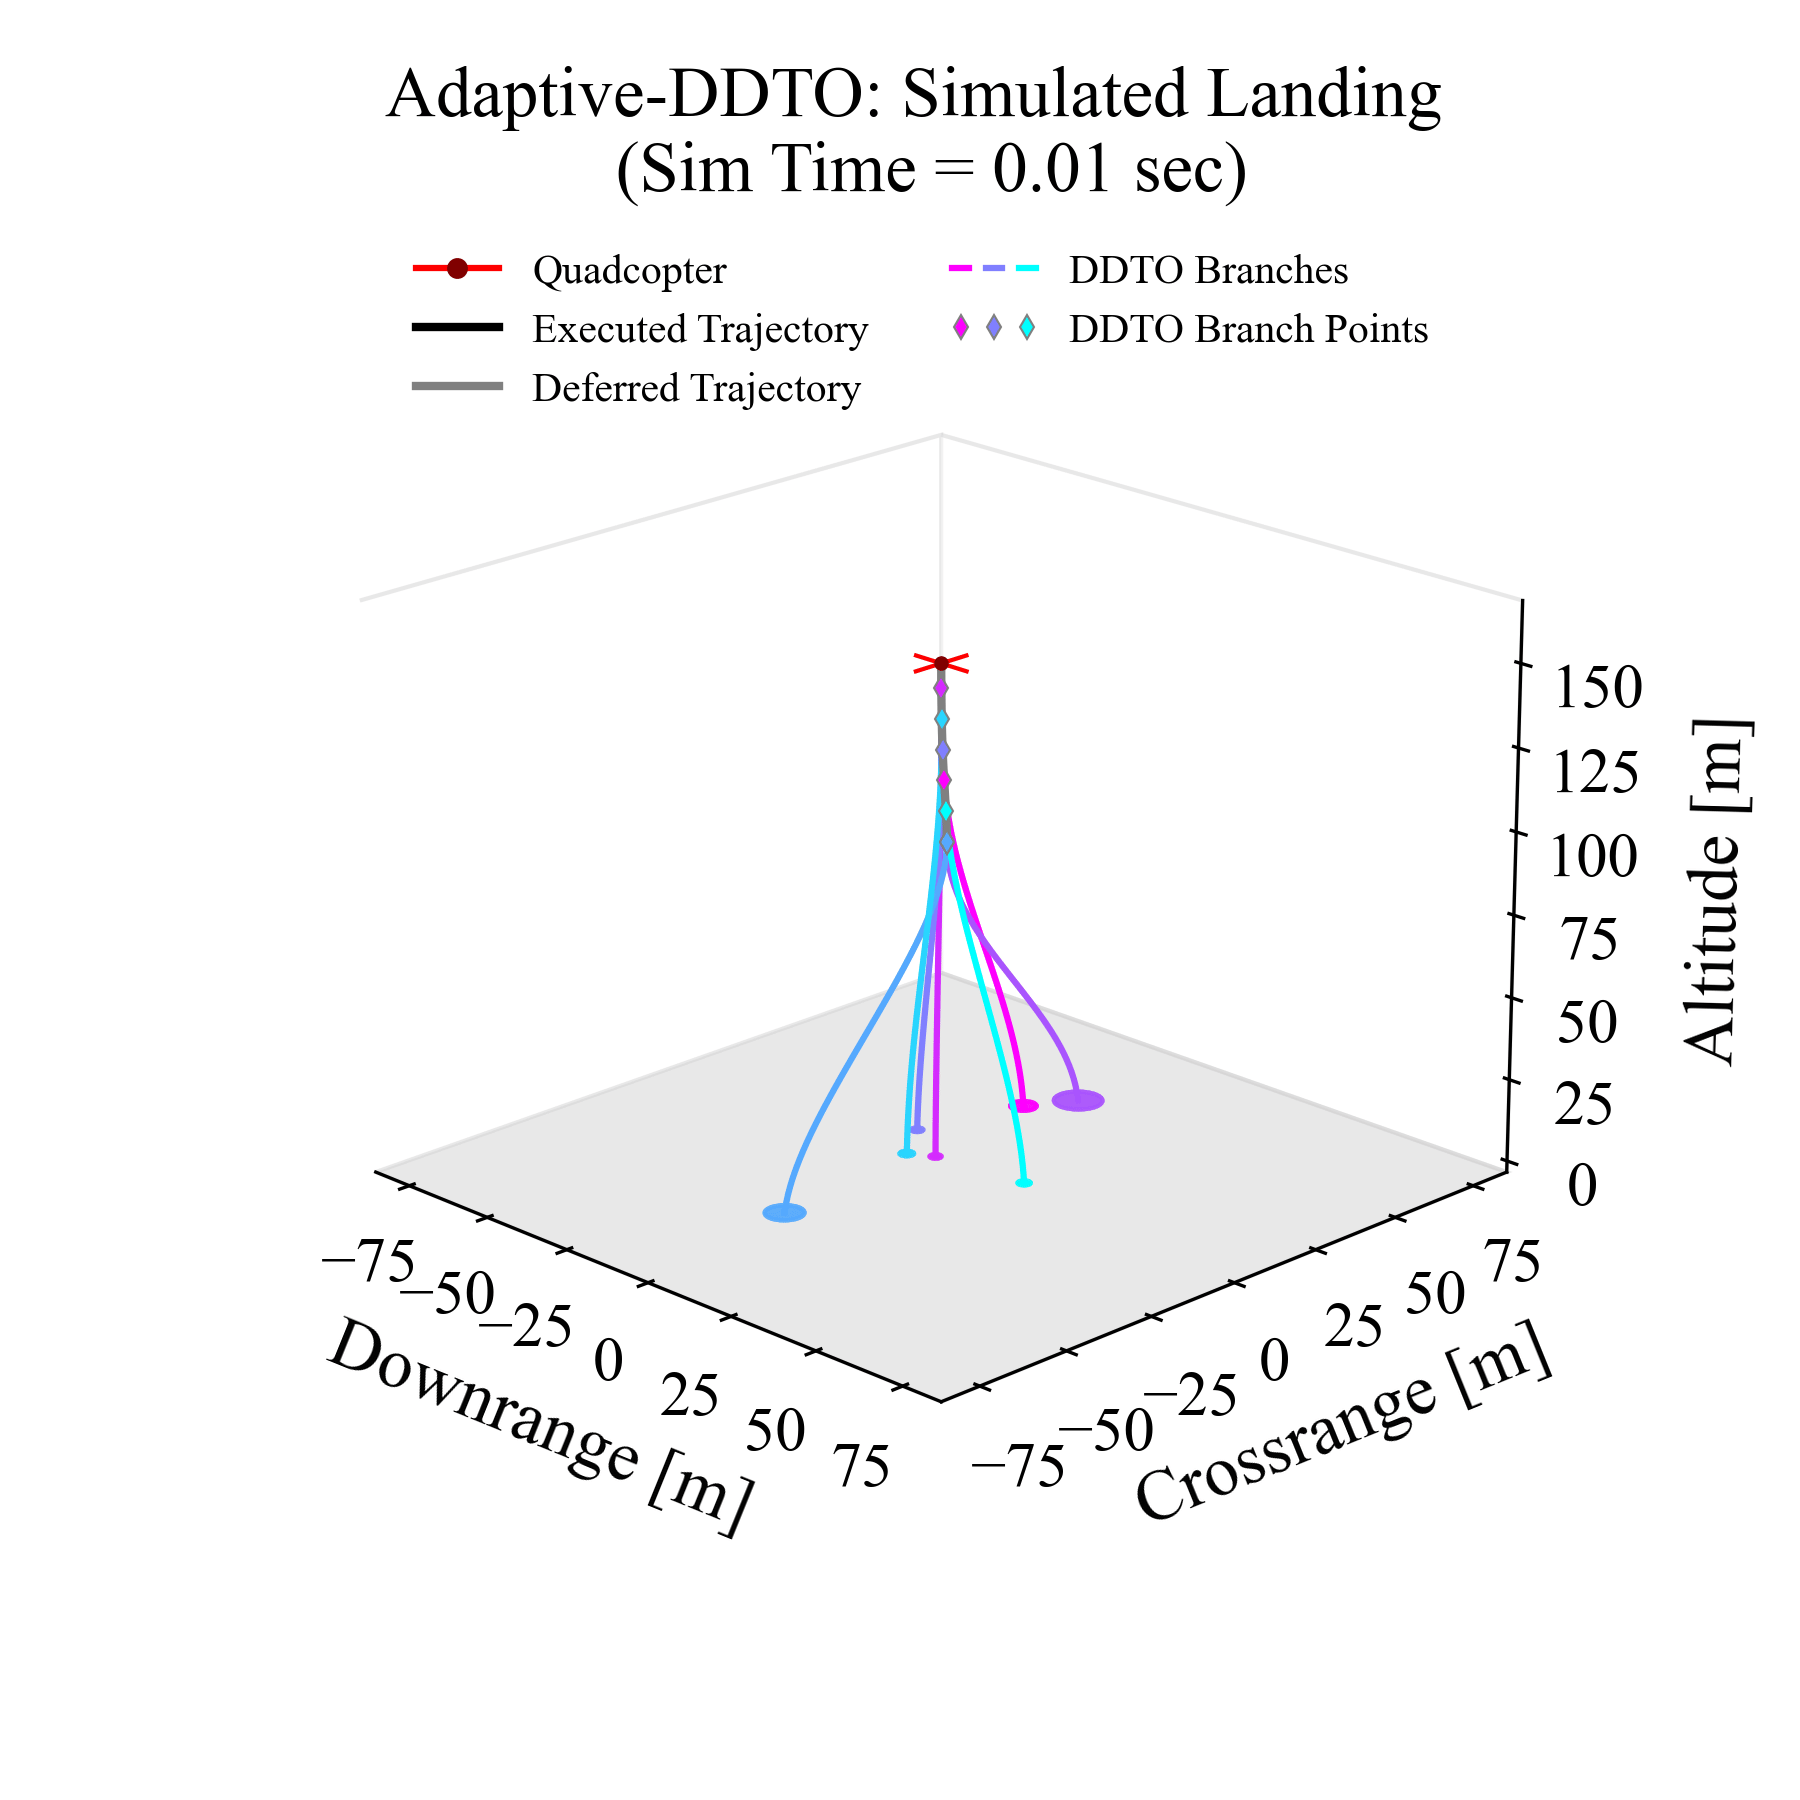 Adaptive-DDTO: Simulated Landing
(Sim Time = 0.01 sec)
Quadcopter
Executed Trajectory
Deferred Trajectory
DDTO Branches
DDTO Branch Points
150
125
100
75
50
25
0
Altitude [m]
−75
−50
−25
0
25
50
75
Downrange [m]
−75
−50
−25
0
25
50
75
Crossrange [m]